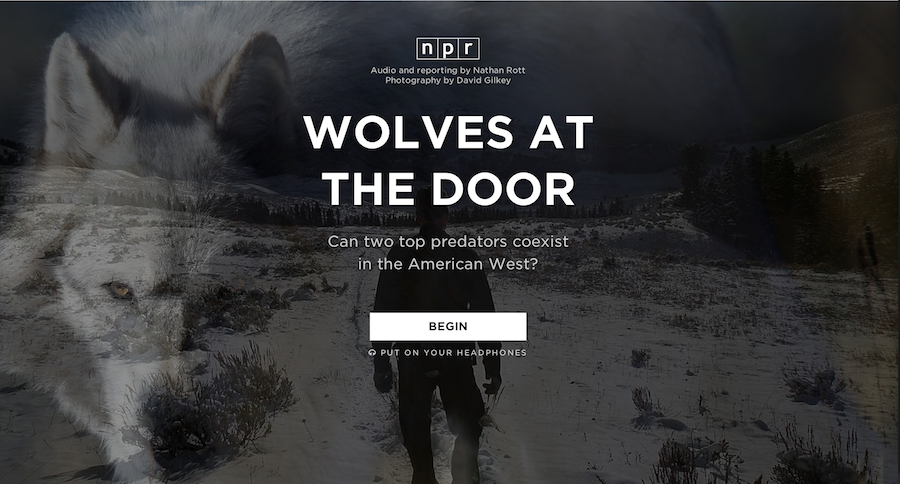 npr
Audio and reporting by Nathan Rott
Photography by David Gilkey
WOLVES AT
THE DOOR
Can two top predators coexist
in the American West?
BEGIN
PUT ON YOUR HEADPHONES